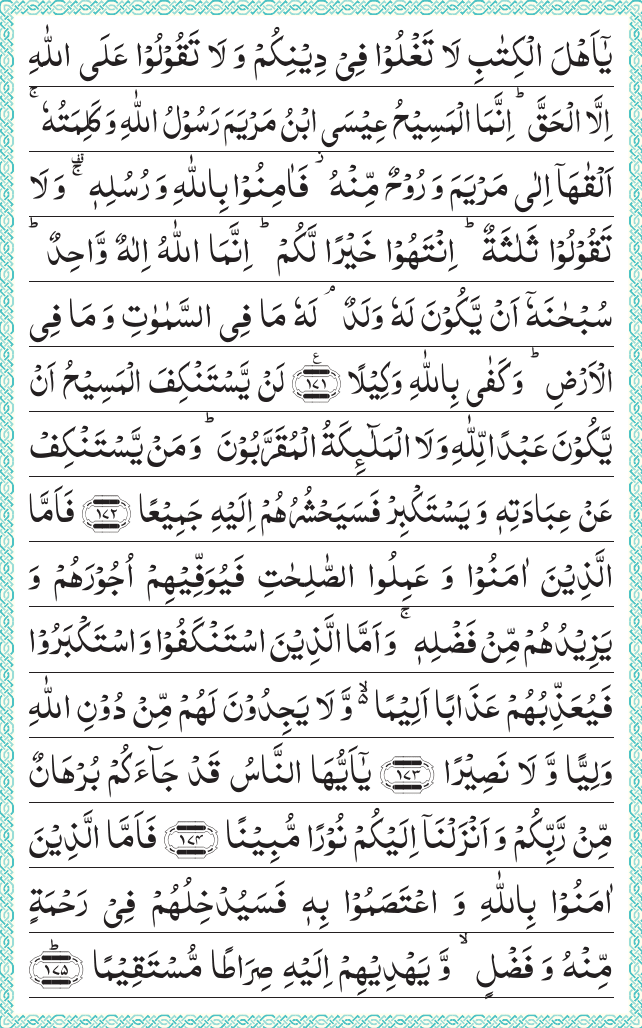 يٰۤاَهْلَ الْكِتٰبِ لَا تَغْلُوْا فِيْ دِيْنِكُمْ وَ لَا تَقُوْلُوْا عَلَى اللّٰهِ
اِلَّا الْحَقَّ ؕ اِنَّمَا الْمَسِيْحُ عِيْسَى ابْنُ مَرْيَمَ رَسُوْلُ اللّٰهِ وَ كَلِمَتُهٗ ۚ
اَلْقٰىهَاۤ اِلٰى مَرْيَمَ وَ رُوْحٌ مِّنْهُ ؗ فَاٰمِنُوْا بِاللّٰهِ وَ رُسُلِهٖ ۚ۫ وَ لَا
تَقُوْلُوْا ثَلٰثَةٌ ؕ اِنْتَهُوْا خَيْرًا لَّكُمْ ؕ اِنَّمَا اللّٰهُ اِلٰهٌ وَّاحِدٌ ؕ
سُبْحٰنَهٗۤ اَنْ يَّكُوْنَ لَهٗ وَلَدٌ ۘ لَهٗ مَا فِي السَّمٰوٰتِ وَ مَا فِي
الْاَرْضِ ؕ وَ كَفٰى بِاللّٰهِ وَكِيْلًا ﴿۱۷۱﴾ ع لَنْ يَّسْتَنْكِفَ الْمَسِيْحُ اَنْ
يَّكُوْنَ عَبْدًا لِّلّٰهِ وَ لَا الْمَلٰٓىِٕكَةُ الْمُقَرَّبُوْنَ ؕ وَ مَنْ يَّسْتَنْكِفْ
عَنْ عِبَادَتِهٖ وَ يَسْتَكْبِرْ فَسَيَحْشُرُهُمْ اِلَيْهِ جَمِيْعًا ﴿۱۷۲﴾ فَاَمَّا
الَّذِيْنَ اٰمَنُوْا وَ عَمِلُوا الصّٰلِحٰتِ فَيُوَفِّيْهِمْ اُجُوْرَهُمْ وَ
يَزِيْدُهُمْ مِّنْ فَضْلِهٖ ۚ وَ اَمَّا الَّذِيْنَ اسْتَنْكَفُوْا وَ اسْتَكْبَرُوْا
فَيُعَذِّبُهُمْ عَذَابًا اَلِيْمًا ۙ۬ وَّ لَا يَجِدُوْنَ لَهُمْ مِّنْ دُوْنِ اللّٰهِ
وَلِيًّا وَّ لَا نَصِيْرًا ﴿۱۷۳﴾ يٰۤاَيُّهَا النَّاسُ قَدْ جَآءَكُمْ بُرْهَانٌ
مِّنْ رَّبِّكُمْ وَ اَنْزَلْنَاۤ اِلَيْكُمْ نُوْرًا مُّبِيْنًا ﴿۱۷۴﴾ فَاَمَّا الَّذِيْنَ
اٰمَنُوْا بِاللّٰهِ وَ اعْتَصَمُوْا بِهٖ فَسَيُدْخِلُهُمْ فِيْ رَحْمَةٍ
مِّنْهُ وَ فَضْلٍ ۙ وَّ يَهْدِيْهِمْ اِلَيْهِ صِرَاطًا مُّسْتَقِيْمًا ﴿۱۷۵﴾ؕ